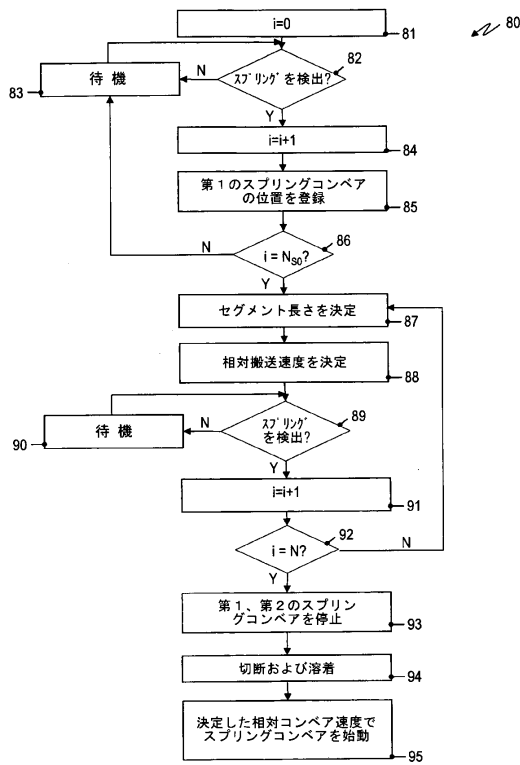 i=0
81
80
スプリングを検出?
82
N
待 機
83
Y
i=i+1
84
第１のスプリングコンベア
の位置を登録
85
i = NS0?
86
N
Y
セグメント長さを決定
87
相対搬送速度を決定
88
スプリング
を検出?
89
N
待 機
90
Y
i=i+1
91
i = N?
92
N
Y
第１、第２のスプリン
グコンベアを停止
93
切断および溶着
94
決定した相対コンベア速度で
スプリングコンベアを始動
95